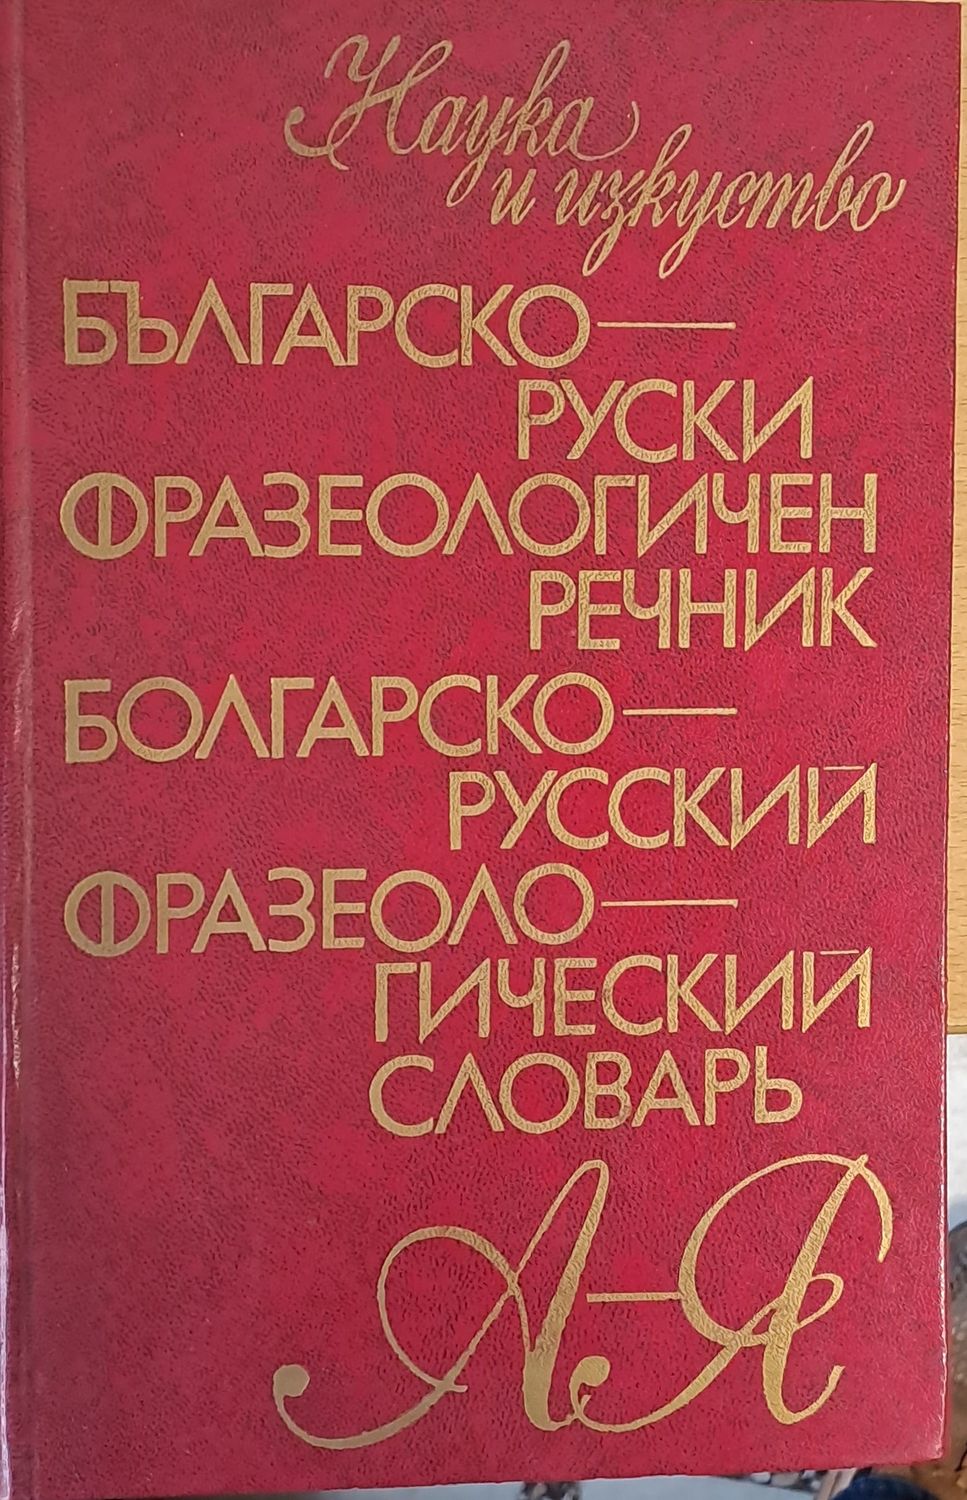 Наука
и изкуство
БЪЛГАРСКО—
РУСКИ
ФРАЗЕОЛОГИЧЕН
РЕЧНИК
БОЛГАРСКО—
РУССКИЙ
ФРАЗЕОЛО—
ГИЧЕСКИЙ
СЛОВАРЬ
А—Я